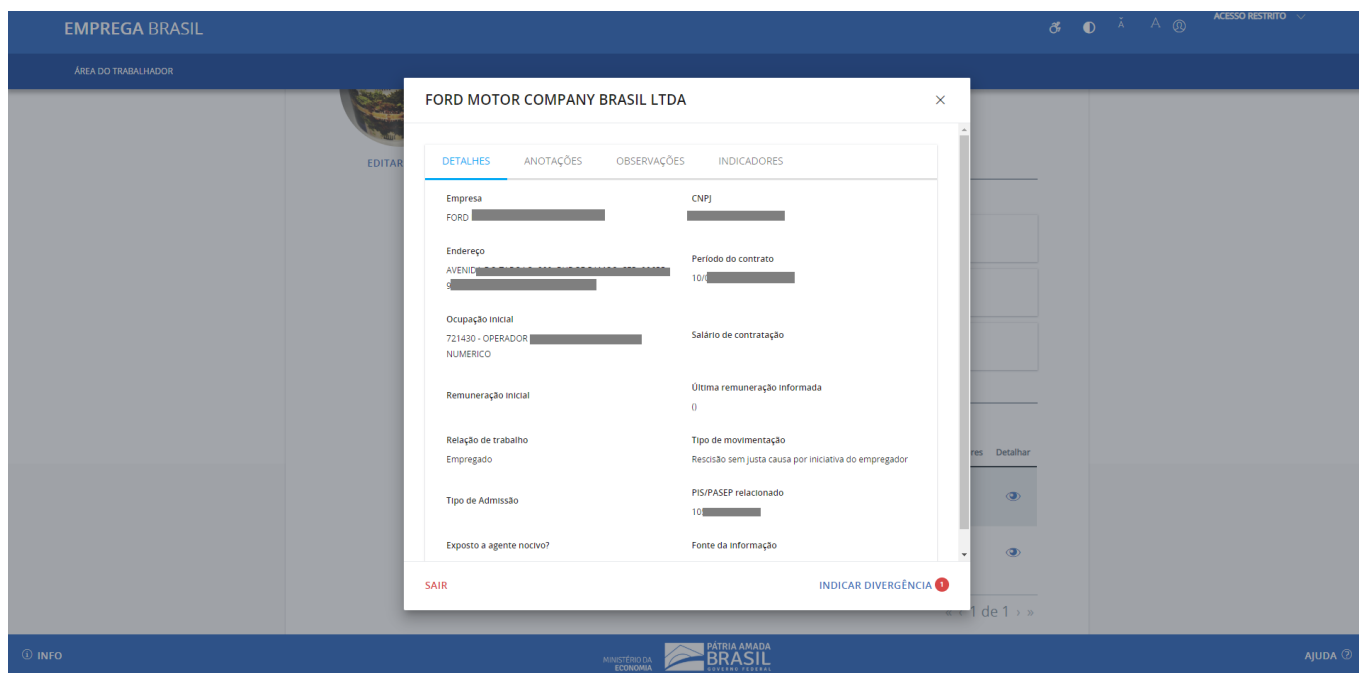 EMPREGA BRASIL
ACESSO RESTRITO
ÁREA DO TRABALHADOR
FORD MOTOR COMPANY BRASIL LTDA
EDITAR
DETALHES ANOTAÇÕES OBSERVAÇÕES INDICADORES
Empresa CNPJ
FORD
Endereço
Período do contrato
AVENID
10/0
9
Ocupação inicial
721430 - OPERADOR
Salário de contratação
NUMERICO
Última remuneração informada
Remuneração inicial
()
Relação de trabalho Tipo de movimentação
Empregado Rescisão sem justa causa por iniciativa do empregador
res Detalhar
PIS/PASEP relacionado
Tipo de Admissão
10
Exposto a agente nocivo? Fonte da informação
SAIR INDICAR DIVERGÊNCIA 1
« ‹ 1 de 1 › »
INFO
MINISTÉRIO DA ECONOMIA
PÁTRIA AMADA
BRASIL
GOVERNO FEDERAL
AJUDA